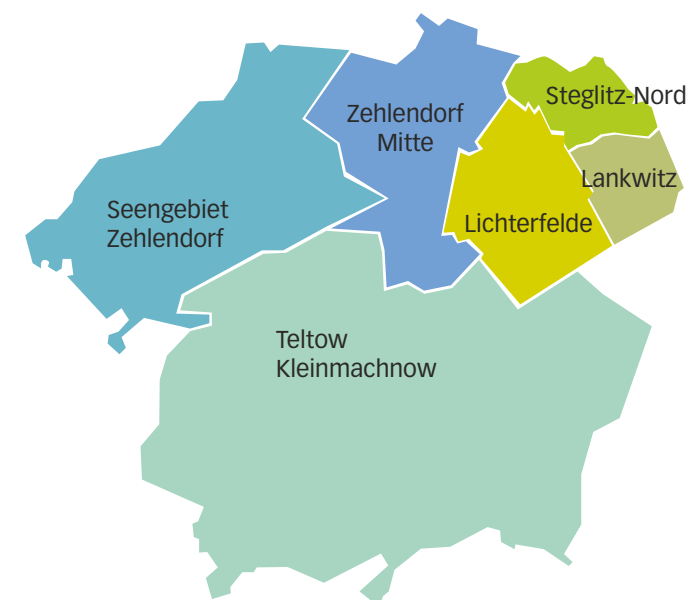 Steglitz-Nord
Zehlendorf
Mitte
Lankwitz
Seengebiet
Zehlendorf
Lichterfelde
Teltow
Kleinmachnow